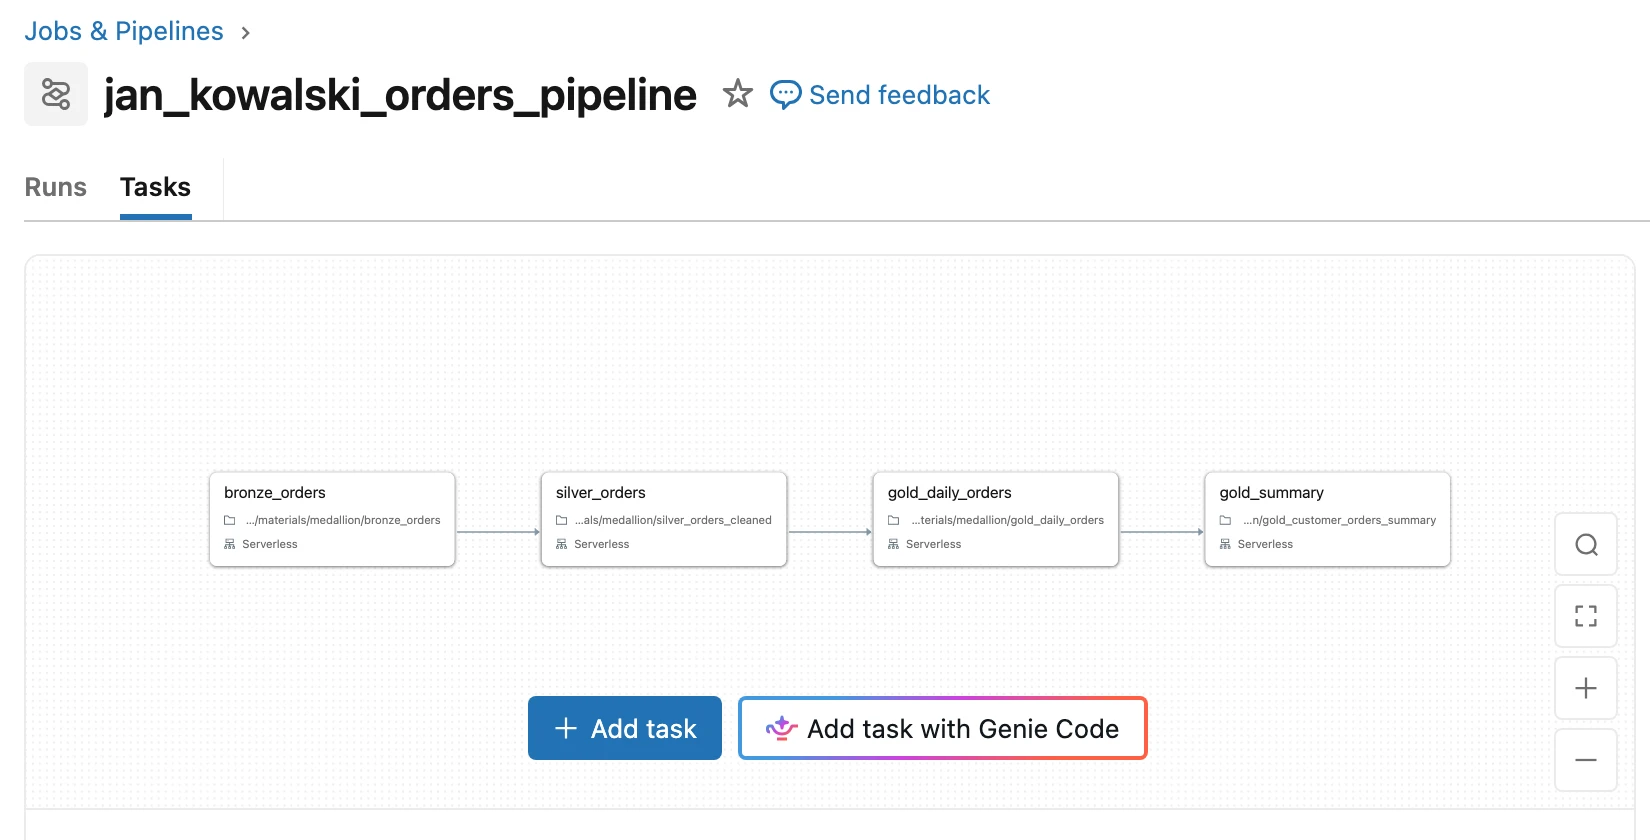 Jobs & Pipelines
jan_kowalski_orders_pipeline
Send feedback
Runs
Tasks
bronze_orders
.../materials/medallion/bronze_orders
Serverless
silver_orders
...als/medallion/silver_orders_cleaned
Serverless
gold_daily_orders
...terials/medallion/gold_daily_orders
Serverless
gold_summary
...n/gold_customer_orders_summary
Serverless
Add task
Add task with Genie Code